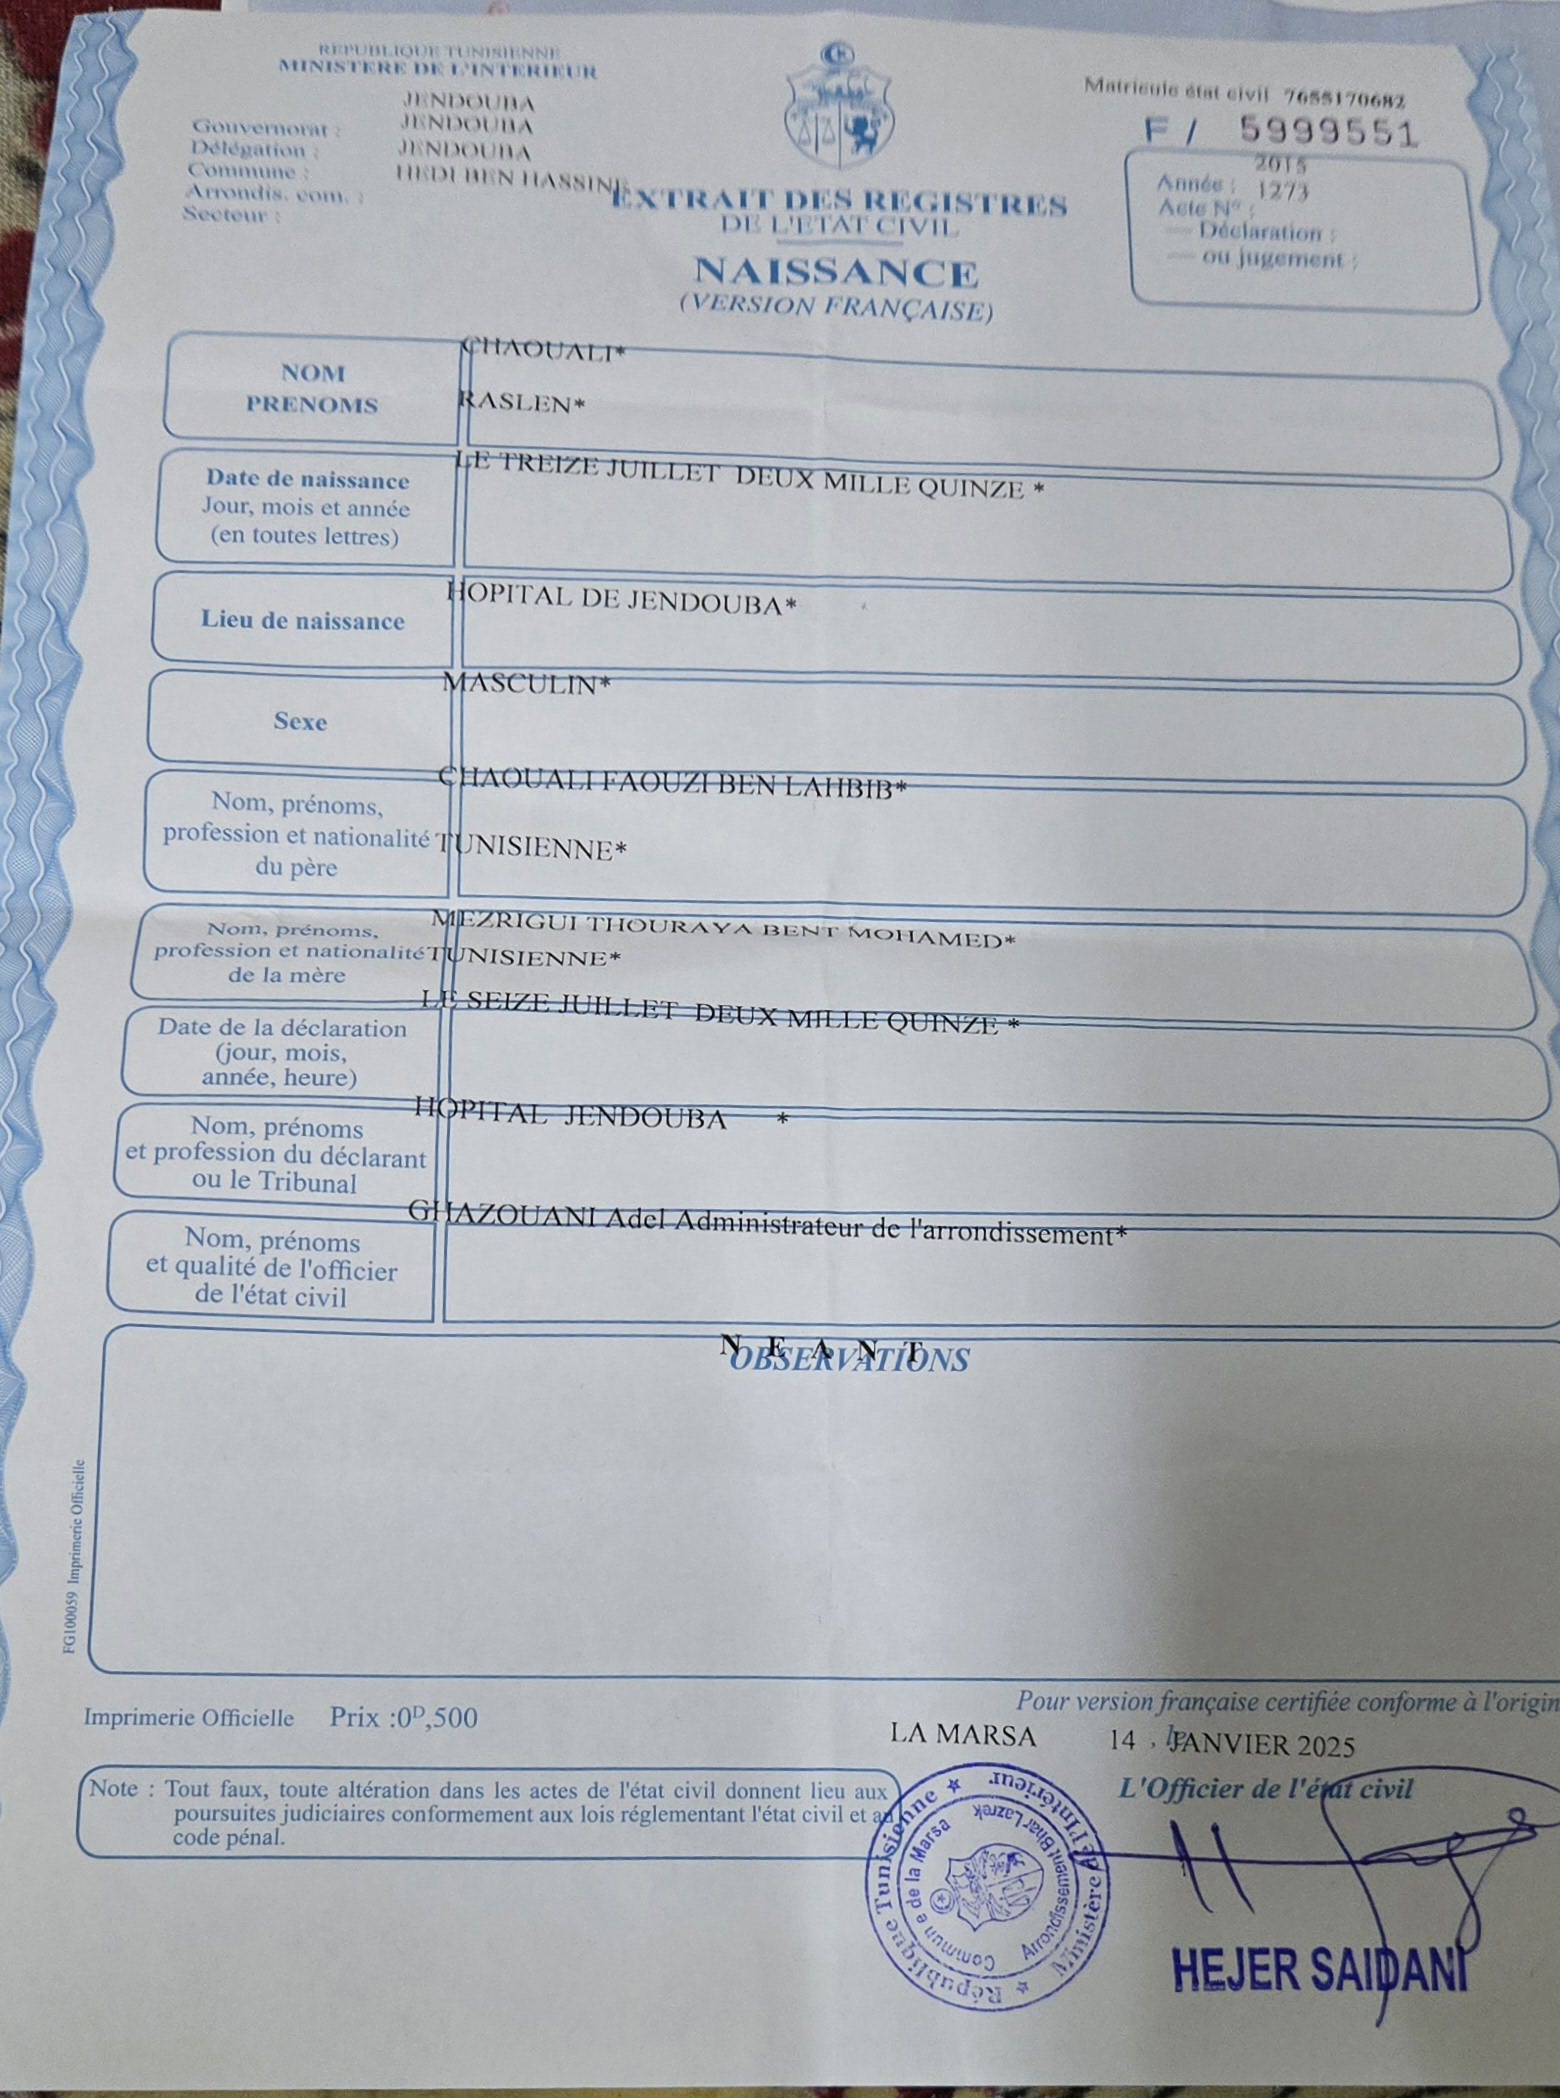 REPUBLIQUE TUNISIENNE
MINISTERE DE L'INTERIEUR
JENDOUBA
Gouvernorat : JENDOUBA
Délégation : JENDOUBA
Commune : HEDI BEN HASSINE
Arrondis. com. :
Secteur :
Matricule état civil 7655170682
F / 5999551
2015
Année : 1273
Acte N° :
— Déclaration :
— ou jugement :
EXTRAIT DES REGISTRES
DE L'ETAT CIVIL
NAISSANCE
(VERSION FRANÇAISE)
NOM
PRENOMS
CHAOUALI*
RASLEN*
Date de naissance
Jour, mois et année
(en toutes lettres)
LE TREIZE JUILLET DEUX MILLE QUINZE *
Lieu de naissance
HOPITAL DE JENDOUBA*
Sexe
MASCULIN*
Nom, prénoms,
profession et nationalité
du père
CHAOUALI FAOUZI BEN LAHBIB*
TUNISIENNE*
Nom, prénoms,
profession et nationalité
de la mère
MEZRIGUI THOURAYA BENT MOHAMED*
TUNISIENNE*
Date de la déclaration
(jour, mois,
année, heure)
LE SEIZE JUILLET DEUX MILLE QUINZE *
Nom, prénoms
et profession du déclarant
ou le Tribunal
HOPITAL JENDOUBA *
Nom, prénoms
et qualité de l'officier
de l'état civil
GHAZOUANI Adel Administrateur de l'arrondissement*
N E A N T
OBSERVATIONS
FG100059 Imprimerie Officielle
Imprimerie Officielle Prix :0ᴰ,500
Pour version française certifiée conforme à l'origin
LA MARSA 14 , le JANVIER 2025
L'Officier de l'état civil
Note : Tout faux, toute altération dans les actes de l'état civil donnent lieu aux
poursuites judiciaires conformement aux lois réglementant l'état civil et au
code pénal.
République Tunisienne * Ministère de l'Intérieur *
Commune de la Marsa Arrondissement Bhar Lazrek
HEJER SAIDANI